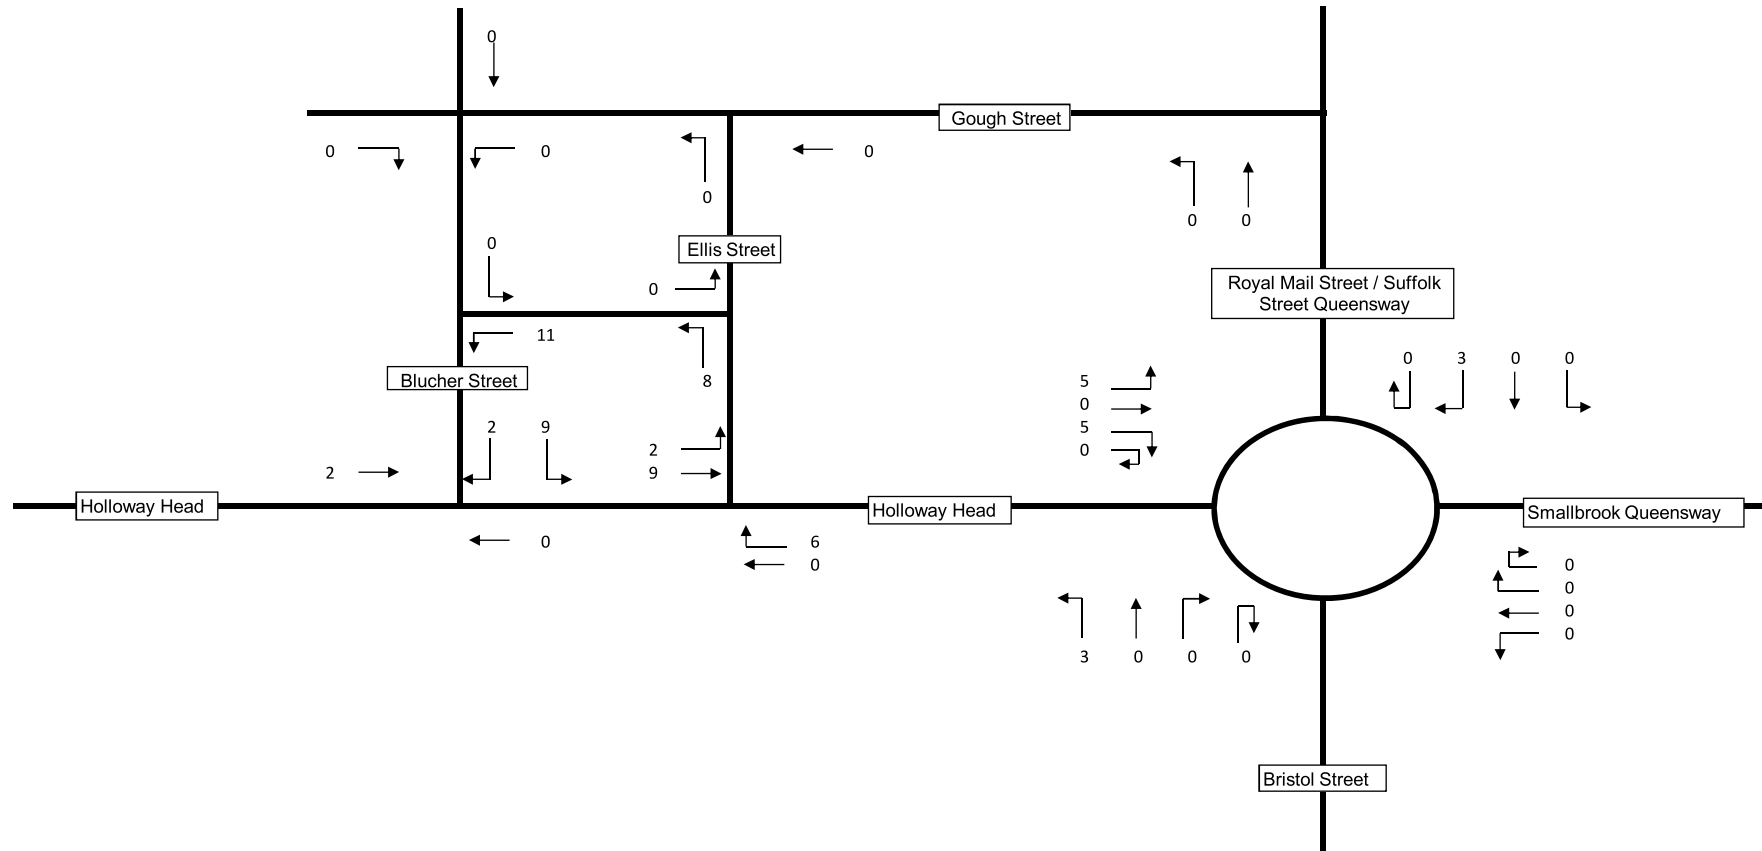 0
Gough Street
0
0
0
0
0
0
0
0
Ellis Street
0
Royal Mail Street / Suffolk
Street Queensway
11
Blucher Street
8
5
0
5
0
0 3 0 0
2 9
2
2
9
Holloway Head
Holloway Head
Smallbrook Queensway
0
6
0
0
0
0
0
3 0 0 0
Bristol Street